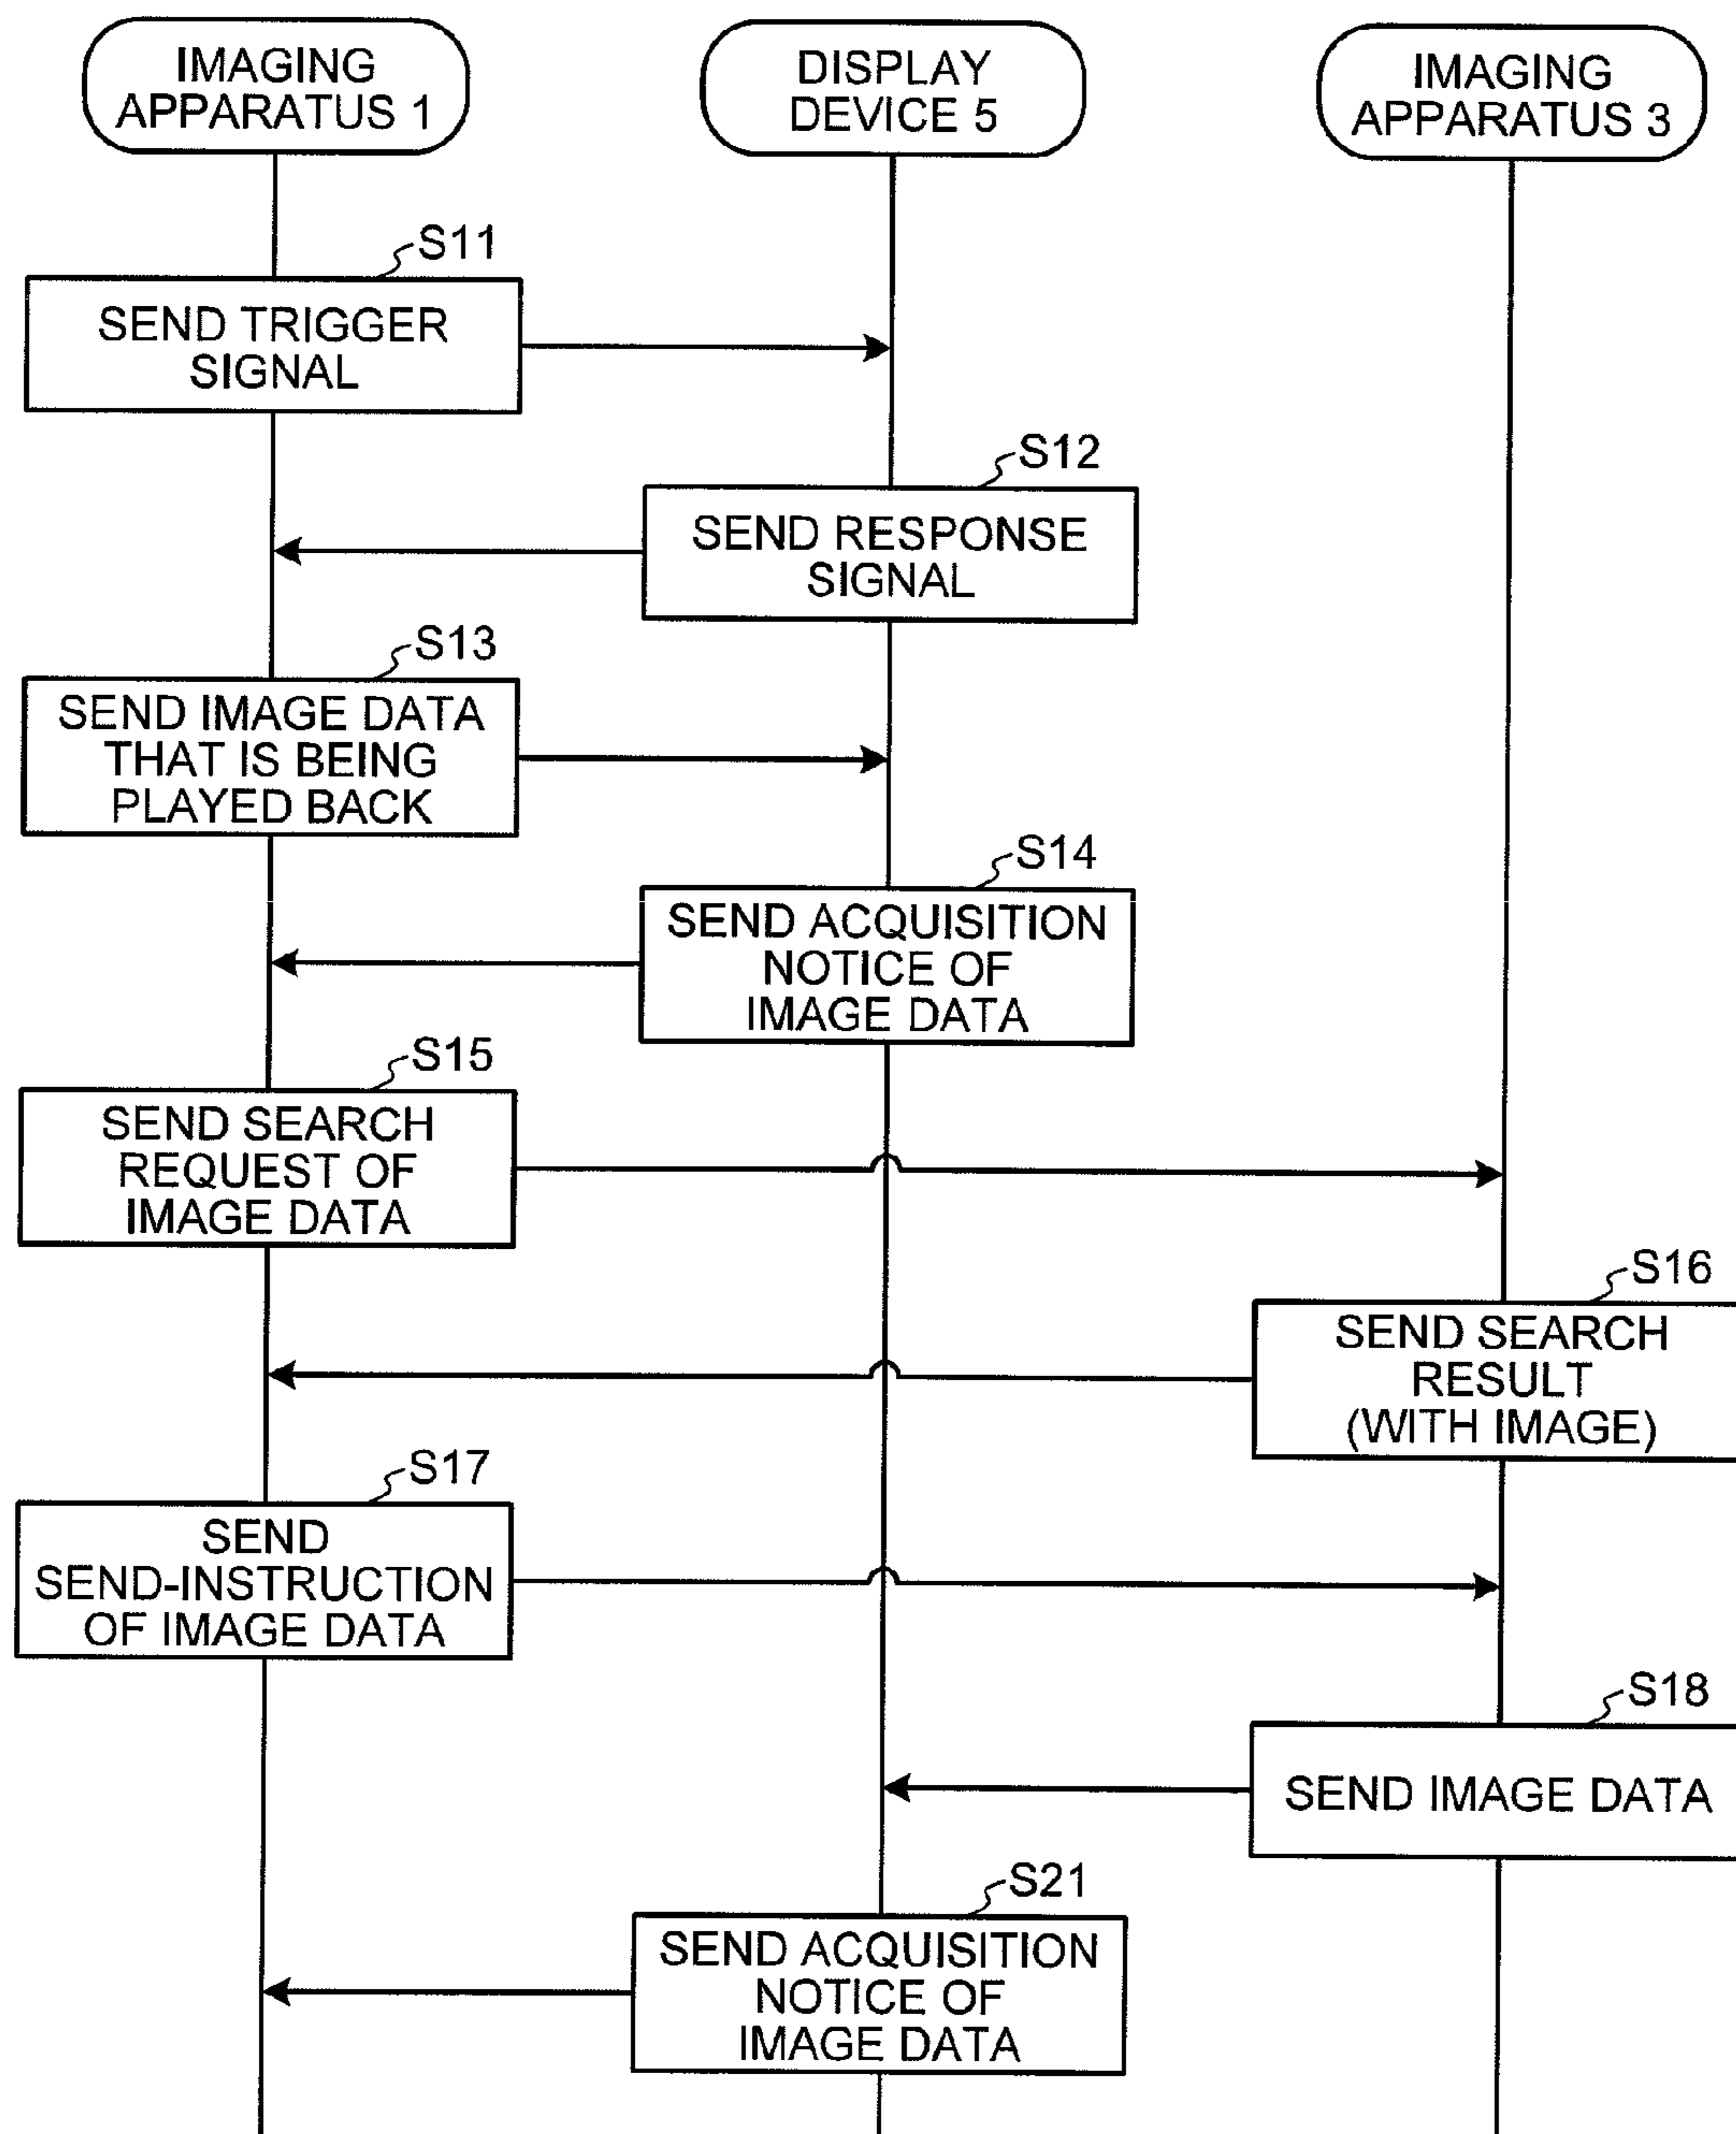 IMAGING
APPARATUS 1
DISPLAY
DEVICE 5
IMAGING
APPARATUS 3
S11
SEND TRIGGER
SIGNAL
S12
SEND RESPONSE
SIGNAL
S13
SEND IMAGE DATA
THAT IS BEING
PLAYED BACK
S14
SEND ACQUISITION
NOTICE OF
IMAGE DATA
S15
SEND SEARCH
REQUEST OF
IMAGE DATA
S16
SEND SEARCH
RESULT
(WITH IMAGE)
S17
SEND
SEND-INSTRUCTION
OF IMAGE DATA
S18
SEND IMAGE DATA
S21
SEND ACQUISITION
NOTICE OF
IMAGE DATA